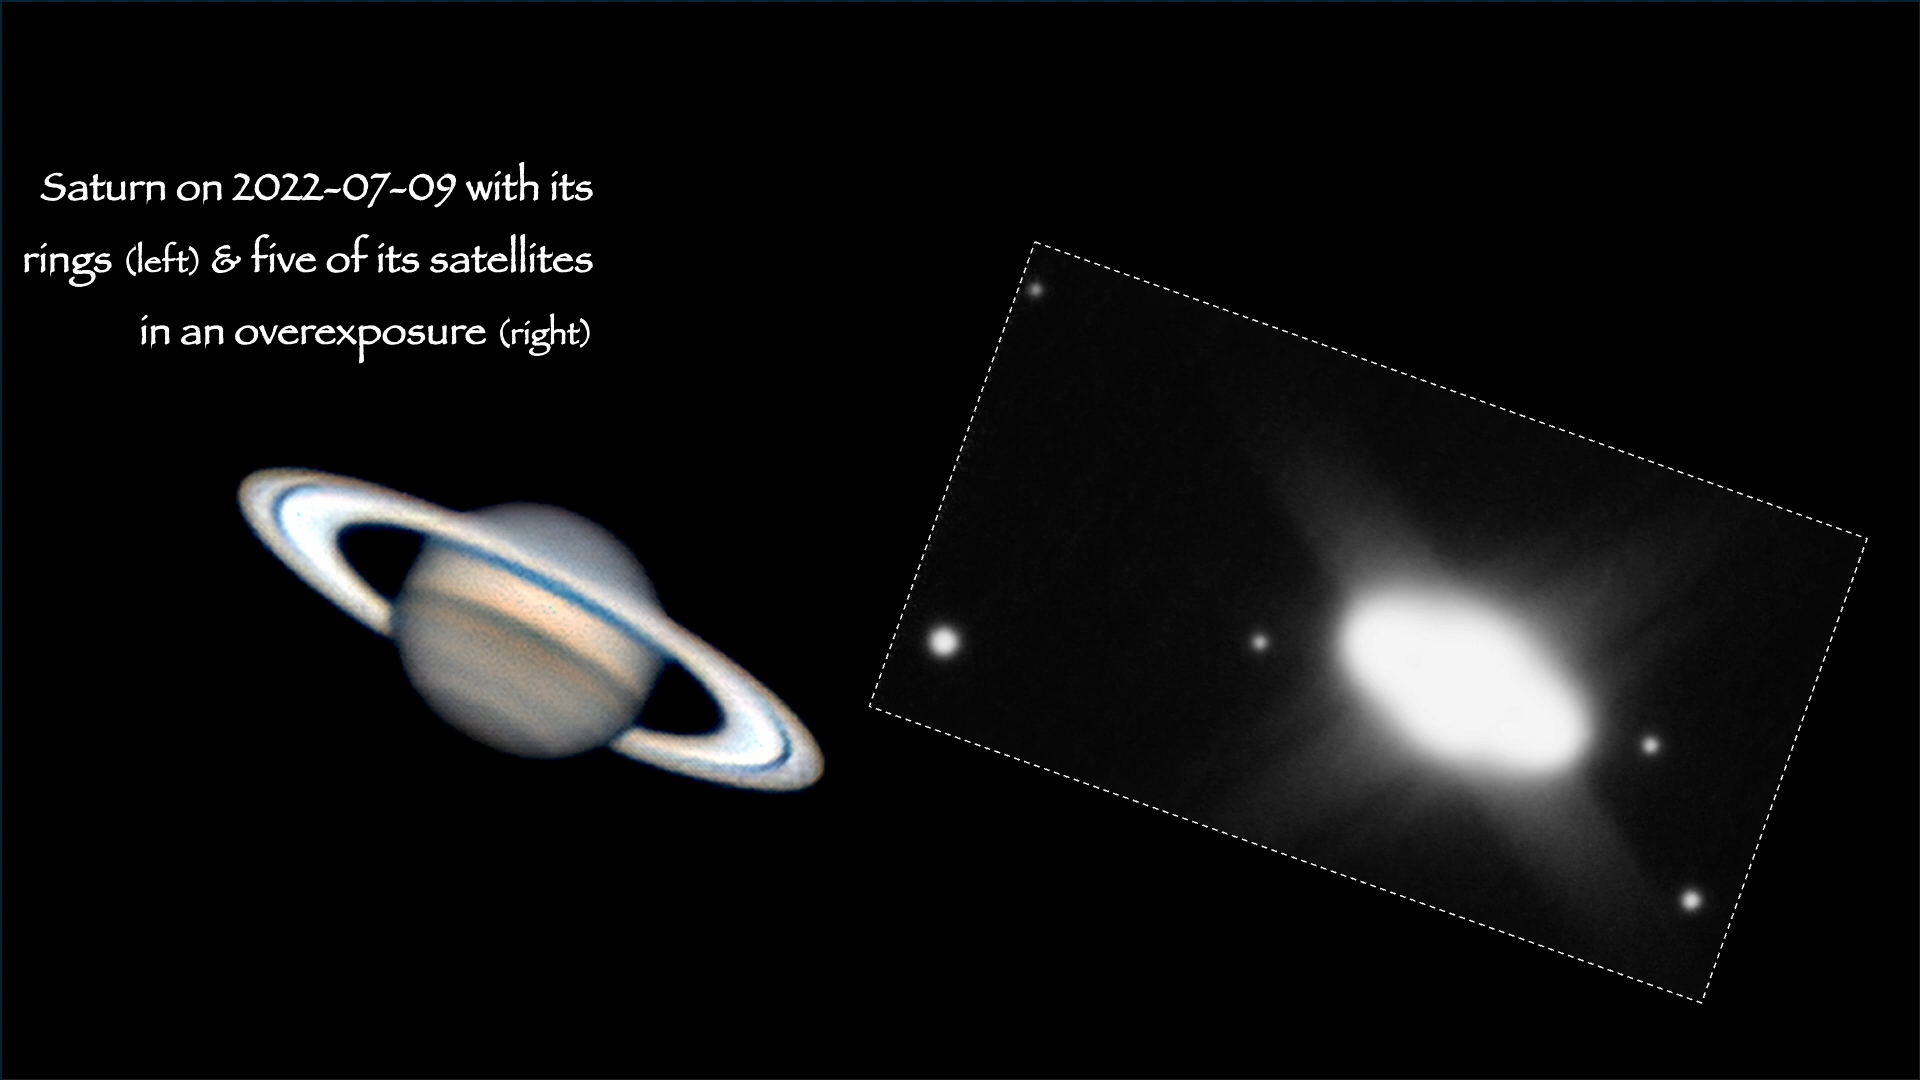 Saturn on 2022-07-09 with its
rings (left) & five of its satellites
in an overexposure (right)